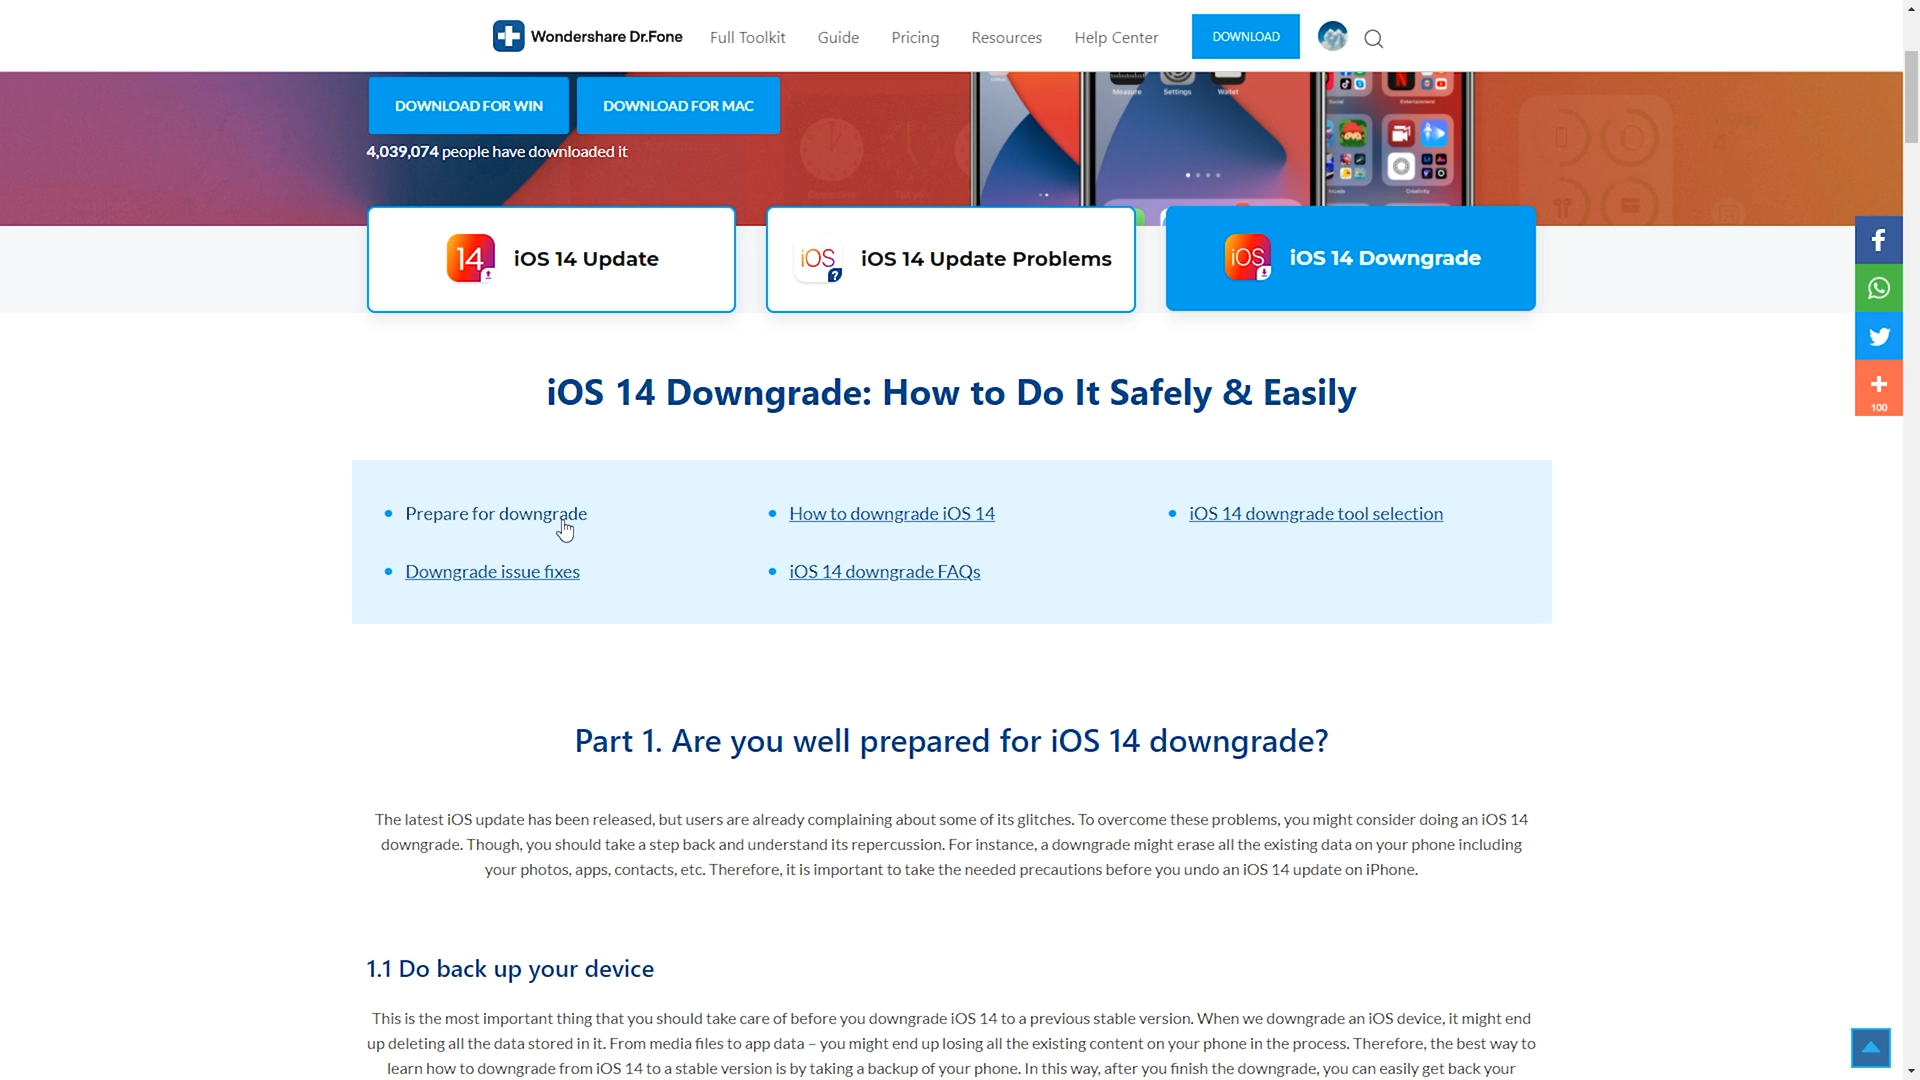 Wondershare Dr.Fone Full Toolkit Guide Pricing Resources Help Center DOWNLOAD
DOWNLOAD FOR WIN DOWNLOAD FOR MAC
Measure Settings Wallet
Social Entertainment
4,039,074 people have downloaded it
Arcade Creativity
14 iOS 14 Update
iOS ? iOS 14 Update Problems
iOS iOS 14 Downgrade
100
iOS 14 Downgrade: How to Do It Safely & Easily
Prepare for downgrade How to downgrade iOS 14 iOS 14 downgrade tool selection
Downgrade issue fixes iOS 14 downgrade FAQs
Part 1. Are you well prepared for iOS 14 downgrade?
The latest iOS update has been released, but users are already complaining about some of its glitches. To overcome these problems, you might consider doing an iOS 14
downgrade. Though, you should take a step back and understand its repercussion. For instance, a downgrade might erase all the existing data on your phone including
your photos, apps, contacts, etc. Therefore, it is important to take the needed precautions before you undo an iOS 14 update on iPhone.
1.1 Do back up your device
This is the most important thing that you should take care of before you downgrade iOS 14 to a previous stable version. When we downgrade an iOS device, it might end
up deleting all the data stored in it. From media files to app data – you might end up losing all the existing content on your phone in the process. Therefore, the best way to
learn how to downgrade from iOS 14 to a stable version is by taking a backup of your phone. In this way, after you finish the downgrade, you can easily get back your